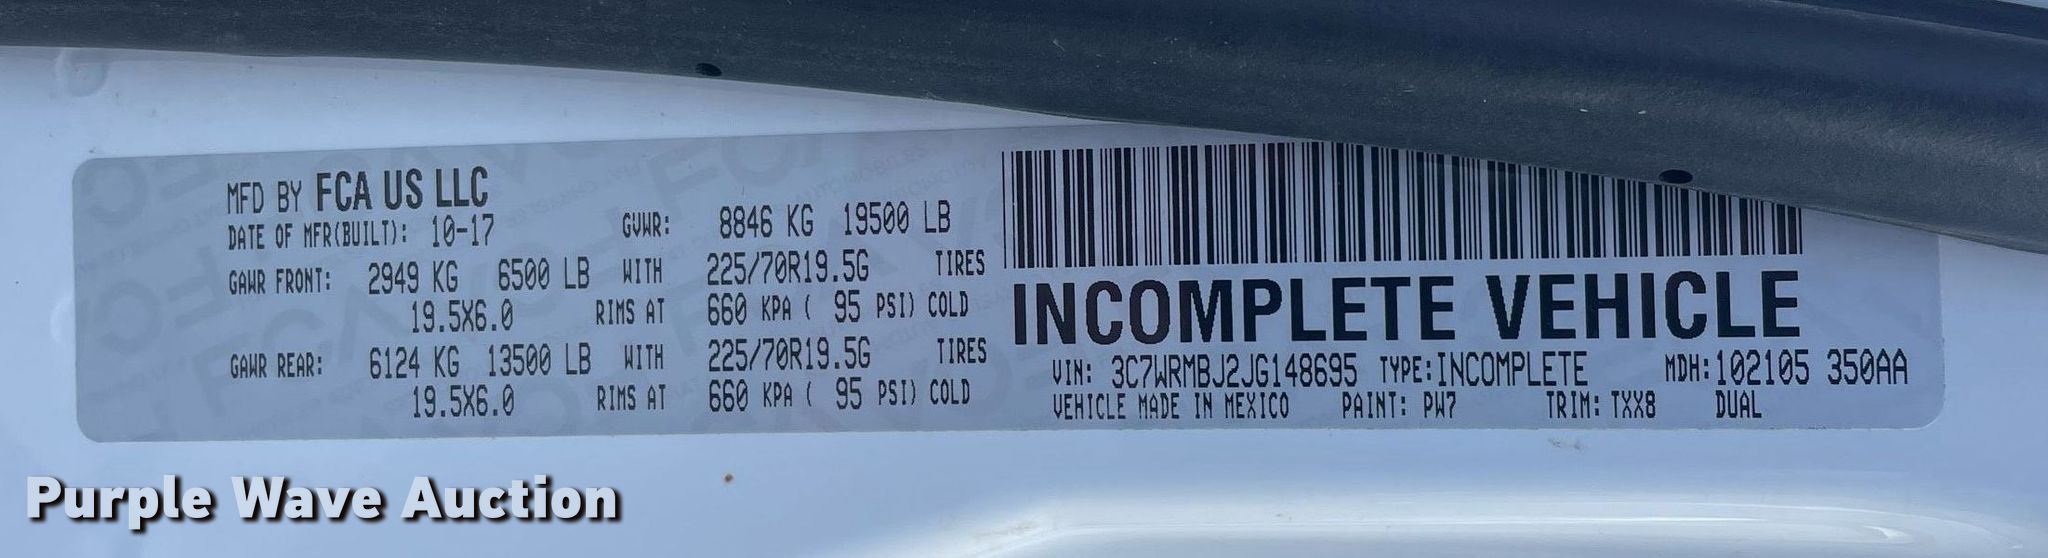 MFD BY FCA US LLC
DATE OF MFR(BUILT): 10-17 GVWR: 8846 KG 19500 LB
GAWR FRONT: 2949 KG 6500 LB WITH 225/70R19.5G TIRES
19.5X6.0 RIMS AT 660 KPA ( 95 PSI) COLD
GAWR REAR: 6124 KG 13500 LB WITH 225/70R19.5G TIRES
19.5X6.0 RIMS AT 660 KPA ( 95 PSI) COLD
INCOMPLETE VEHICLE
VIN: 3C7WRMBJ2JG148695 TYPE: INCOMPLETE MDH: 102105 350AA
VEHICLE MADE IN MEXICO PAINT: PW7 TRIM: TXX8 DUAL
Purple Wave Auction